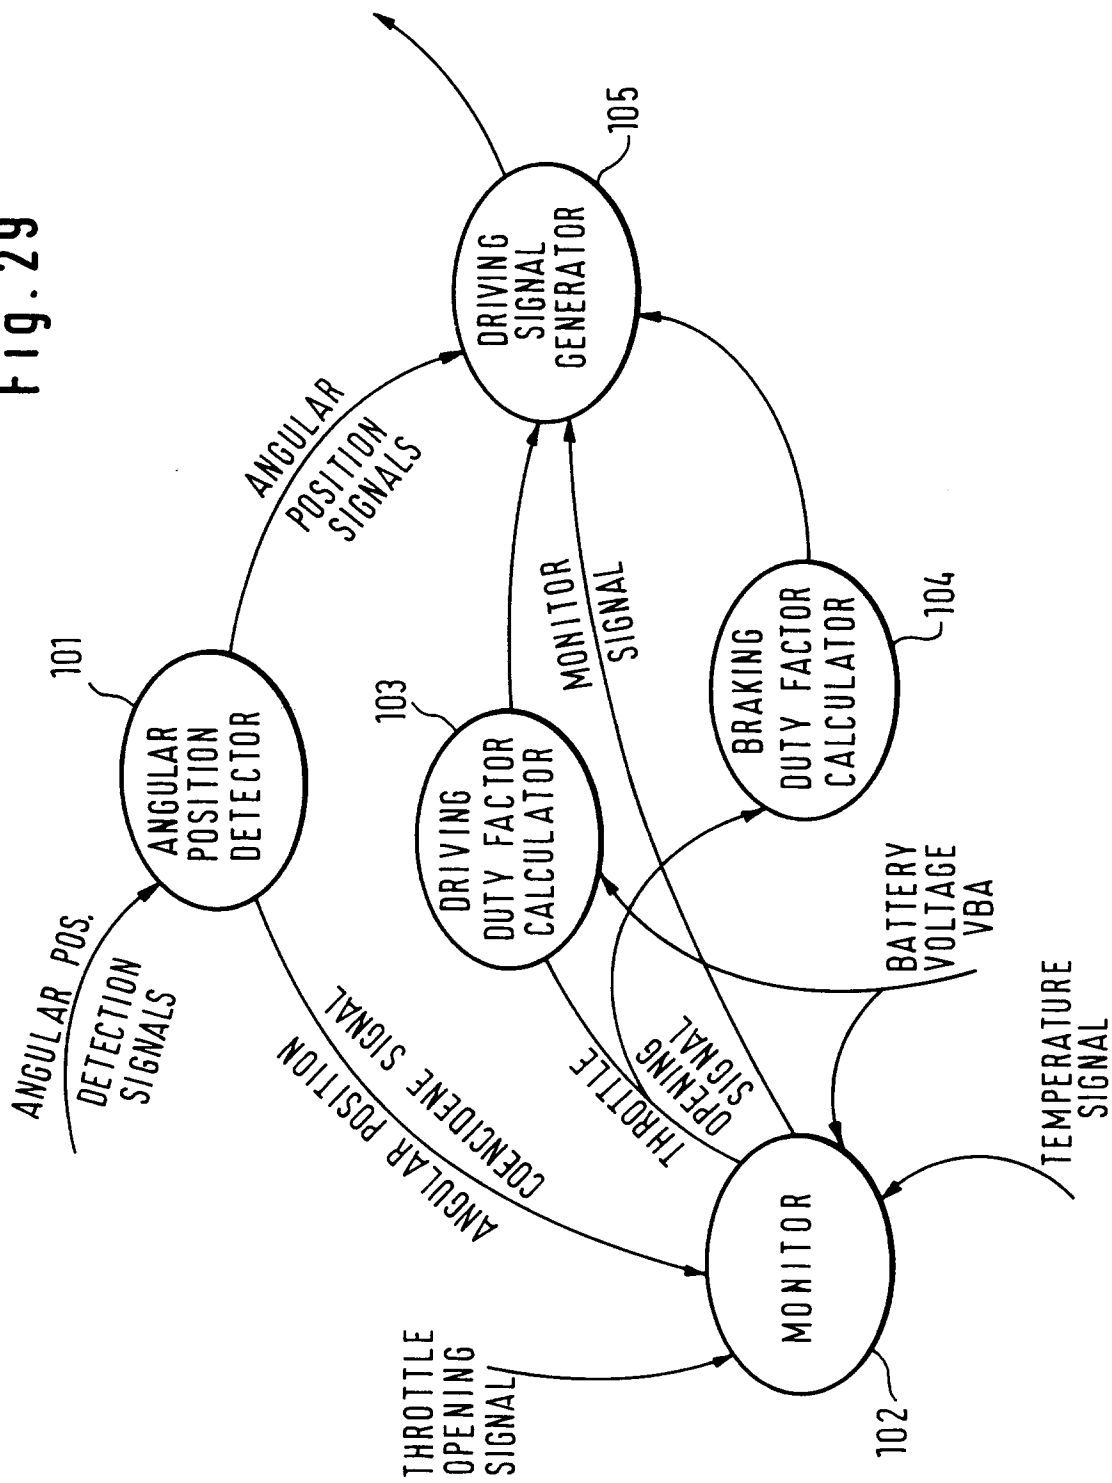 Fig. 29
ANGULAR POS.
DETECTION
SIGNALS
101
ANGULAR
POSITION
DETECTOR
ANGULAR
POSITION
SIGNALS
ANGULAR POSITION
COENCIDENE SIGNAL
103
DRIVING
DUTY FACTOR
CALCULATOR
105
DRIVING
SIGNAL
GENERATOR
THROTTLE
OPENING
SIGNAL
MONITOR
SIGNAL
THROTTLE
OPENING
SIGNAL
MONITOR
102
BRAKING
DUTY FACTOR
CALCULATOR
104
BATTERY
VOLTAGE
VBA
TEMPERATURE
SIGNAL